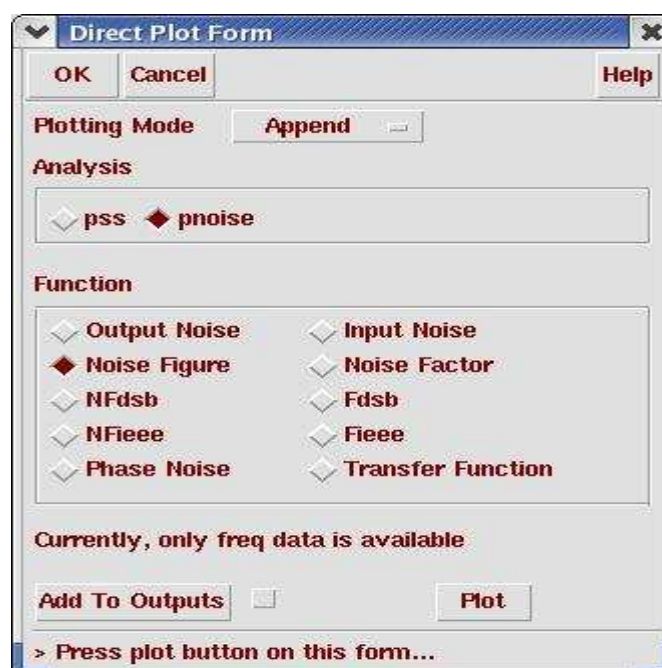 Direct Plot Form
OK Cancel Help
Plotting Mode Append
Analysis
pss pnoise
Function
Output Noise Input Noise
Noise Figure Noise Factor
NFdsb Fdsb
NFieee Fieee
Phase Noise Transfer Function
Currently, only freq data is available
Add To Outputs Plot
> Press plot button on this form...